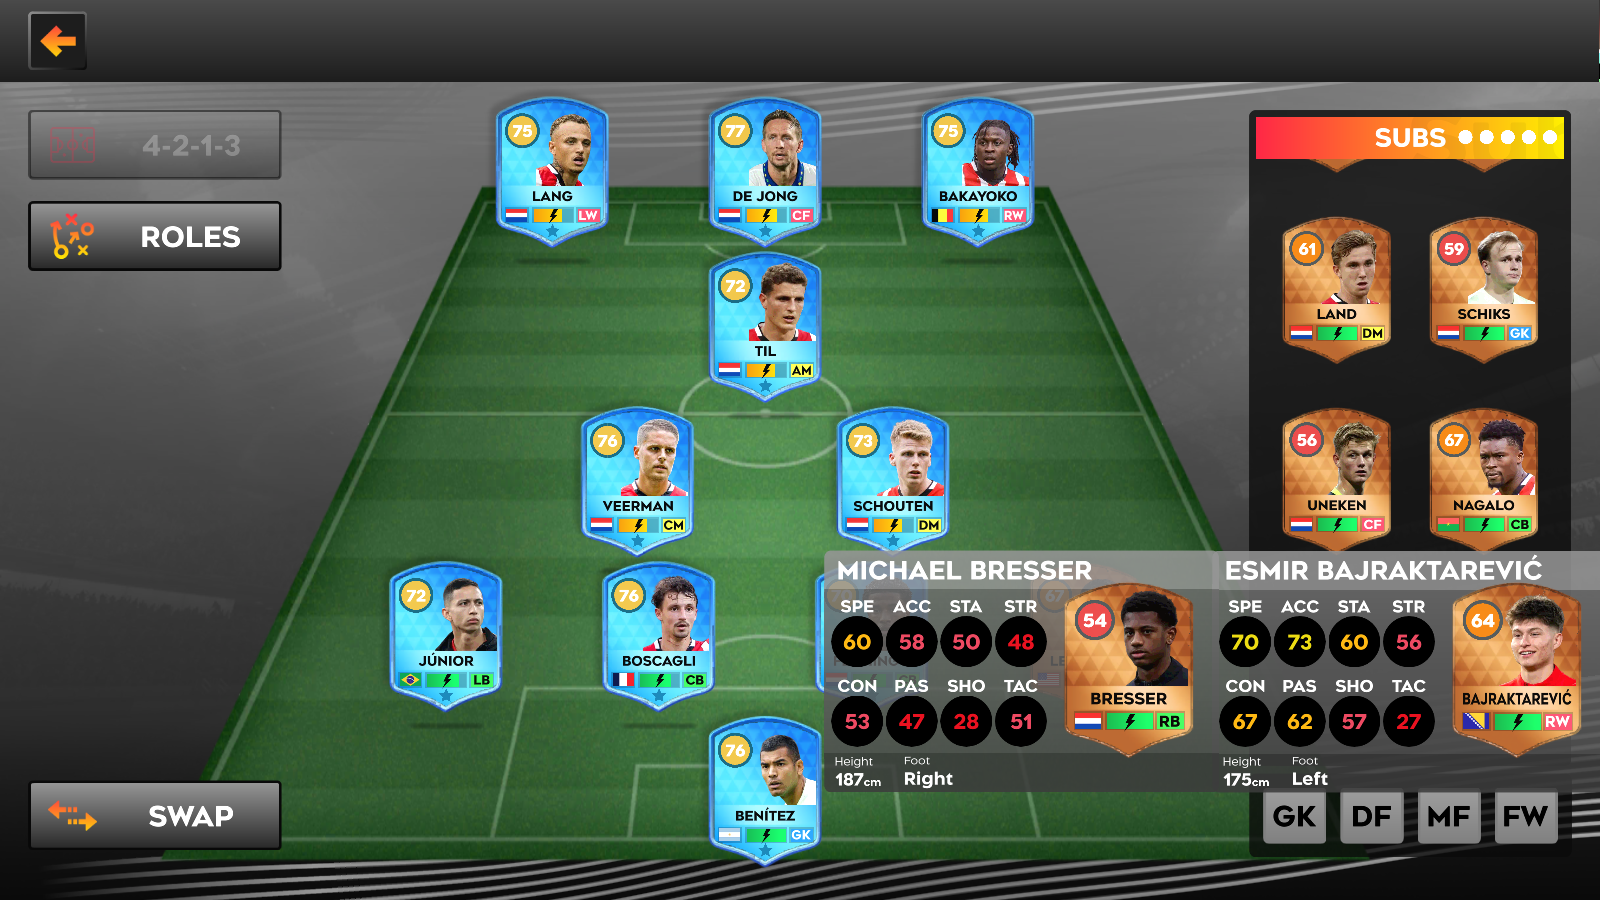 4-2-1-3
ROLES
SWAP
75
LANG
LW
77
DE JONG
CF
75
BAKAYOKO
RW
72
TIL
AM
76
VEERMAN
CM
73
SCHOUTEN
DM
72
JÚNIOR
LB
76
BOSCAGLI
CB
76
BENÍTEZ
GK
SUBS
61
LAND
DM
59
SCHIKS
GK
56
UNEKEN
CF
67
NAGALO
CB
MICHAEL BRESSER
SPE ACC STA STR
60 58 50 48
CON PAS SHO TAC
53 47 28 51
Height Foot
187cm Right
54
BRESSER
RB
ESMIR BAJRAKTAREVIĆ
SPE ACC STA STR
70 73 60 56
CON PAS SHO TAC
67 62 57 27
Height Foot
175cm Left
64
BAJRAKTAREVIĆ
RW
GK DF MF FW